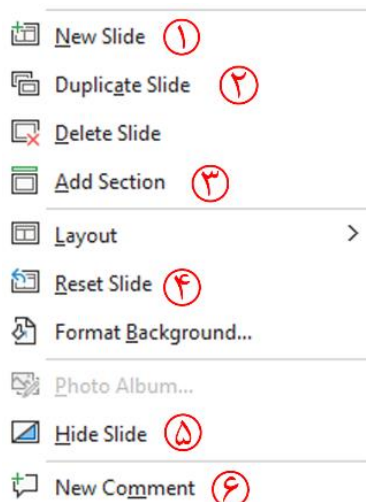 New Slide ۱
Duplicate Slide ۲
Delete Slide
Add Section ۳
Layout
Reset Slide ۴
Format Background...
Photo Album...
Hide Slide ۵
New Comment ۶